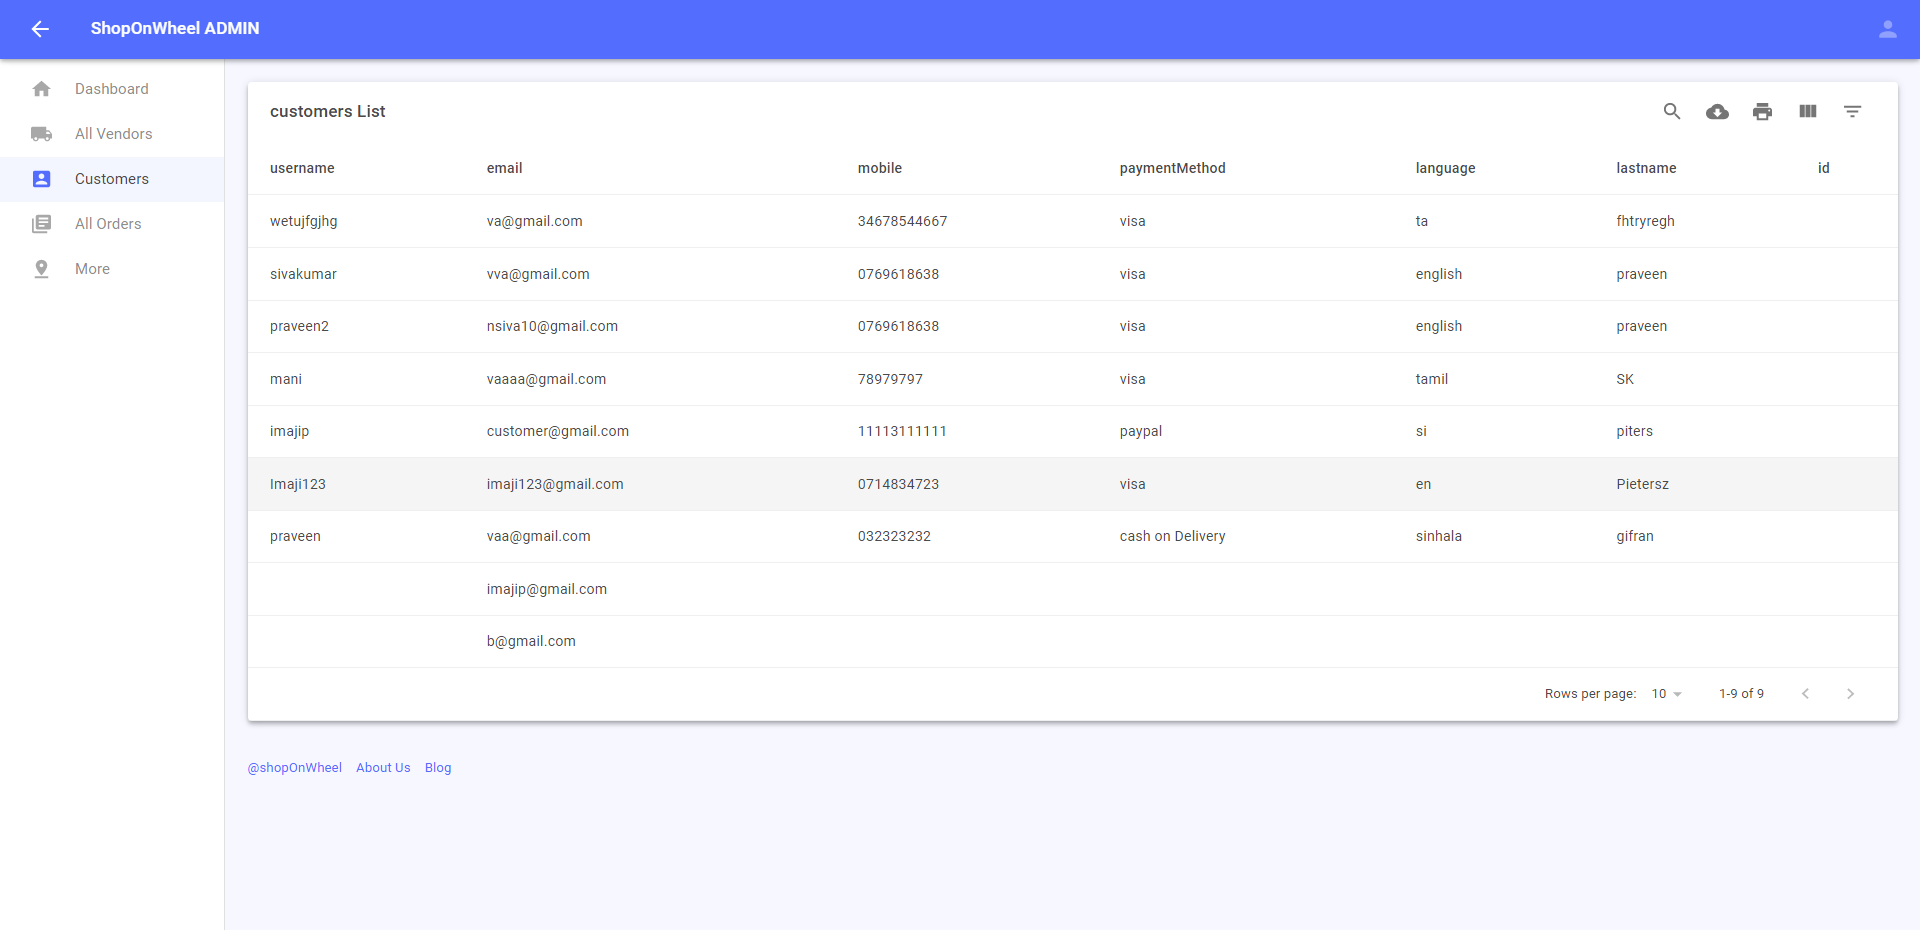 ShopOnWheel ADMIN
Dashboard
All Vendors
Customers
All Orders
More
customers List
username email mobile paymentMethod language lastname id
wetujfgjhg va@gmail.com 34678544667 visa ta fhtryregh
sivakumar vva@gmail.com 0769618638 visa english praveen
praveen2 nsiva10@gmail.com 0769618638 visa english praveen
mani vaaaa@gmail.com 78979797 visa tamil SK
imajip customer@gmail.com 11113111111 paypal si piters
Imaji123 imaji123@gmail.com 0714834723 visa en Pietersz
praveen vaa@gmail.com 032323232 cash on Delivery sinhala gifran
imajip@gmail.com
b@gmail.com
Rows per page: 10 1-9 of 9
@shopOnWheel About Us Blog